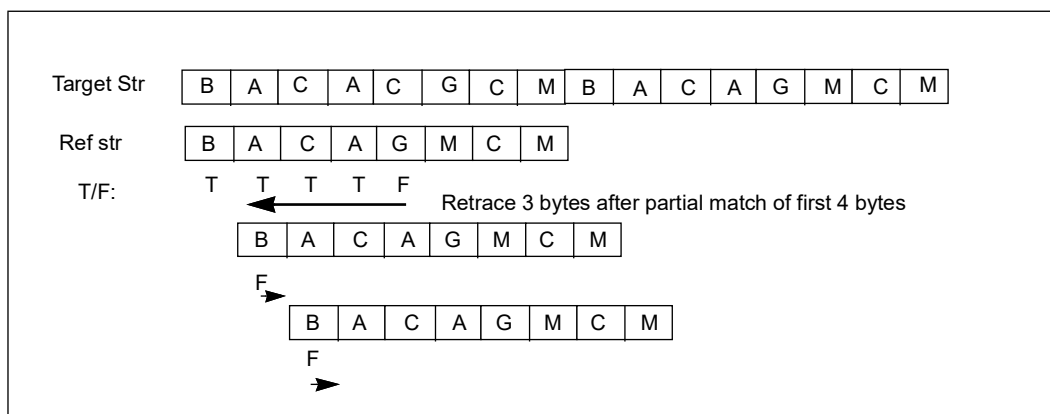 Target Str B A C A C G C M B A C A G M C M
Ref str B A C A G M C M
T/F: T T T T F Retrace 3 bytes after partial match of first 4 bytes
B A C A G M C M
F
B A C A G M C M
F